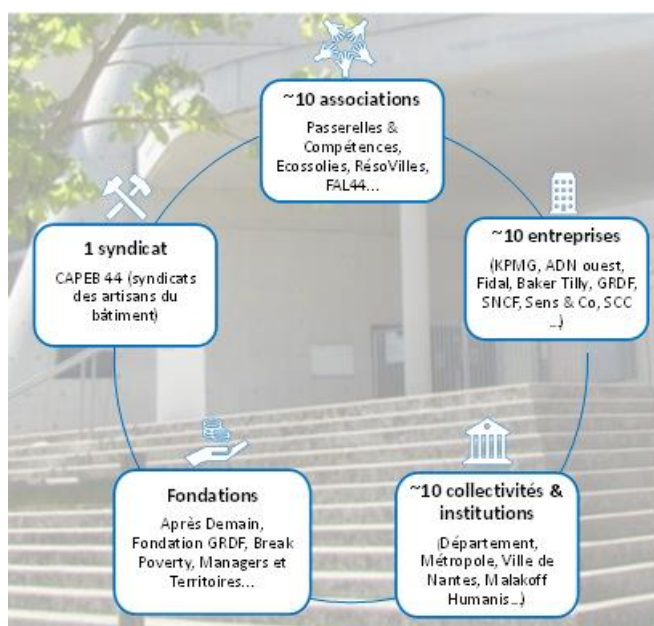 ~10 associations
Passerelles &
Compétences,
Ecossolies, RésoVilles,
FAL44...
~10 entreprises
(KPMG, ADN ouest,
Fidal, Baker Tilly, GRDF,
SNCF, Sens & Co, SCC
...)
1 syndicat
CAPEB 44 (syndicats
des artisans du
bâtiment)
Fondations
Après Demain,
Fondation GRDF, Break
Poverty, Managers et
Territoires...
~10 collectivités &
institutions
(Département,
Métropole, Ville de
Nantes, Malakoff
Humanis...)